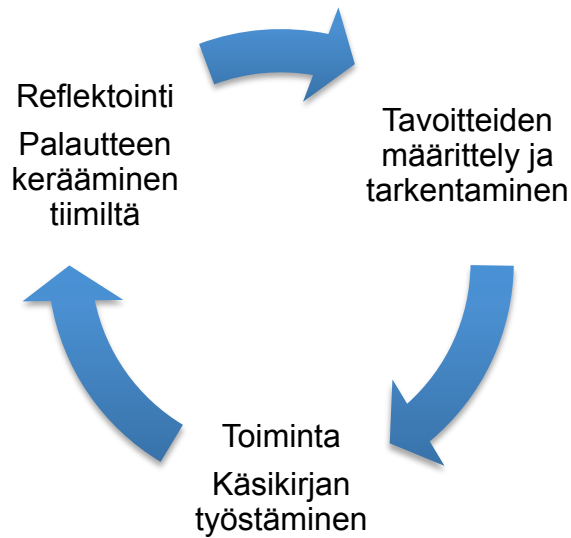 Reflektointi
Palautteen
kerääminen
tiimiltä
Tavoitteiden
määrittely ja
tarkentaminen
Toiminta
Käsikirjan
työstäminen